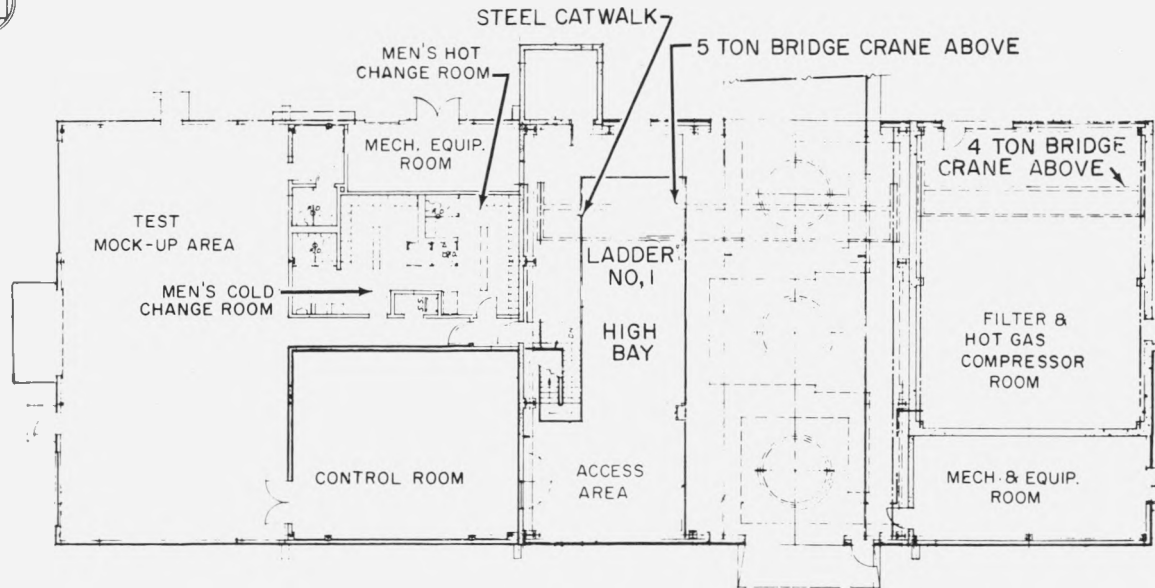 STEEL CATWALK
MEN'S HOT
CHANGE ROOM
5 TON BRIDGE CRANE ABOVE
MECH. EQUIP.
ROOM
4 TON BRIDGE
CRANE ABOVE
TEST
MOCK-UP AREA
LADDER
NO, 1
MEN'S COLD
CHANGE ROOM
HIGH
BAY
FILTER &
HOT GAS
COMPRESSOR
ROOM
CONTROL ROOM
ACCESS
AREA
MECH. & EQUIP.
ROOM